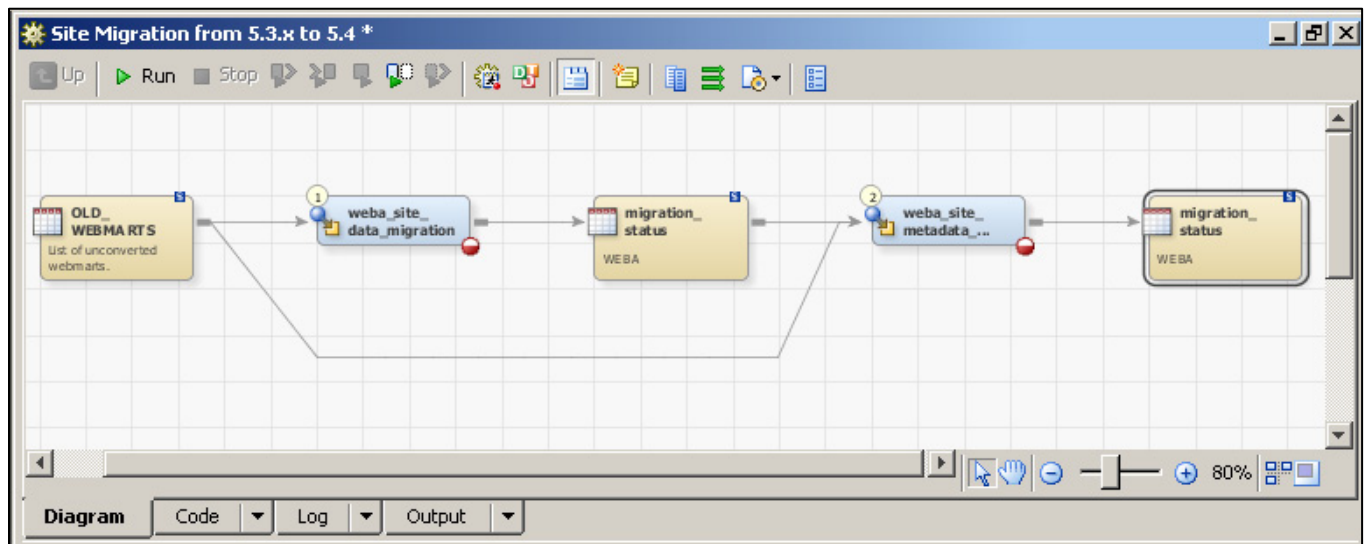 Site Migration from 5.3.x to 5.4 *
Up
Run
Stop
OLD_
WEBMARTS
List of unconverted
webmarts.
1
weba_site_
data_migration
migration_
status
WEBA
2
weba_site_
metadata_...
migration_
status
WEBA
80%
Diagram
Code
Log
Output